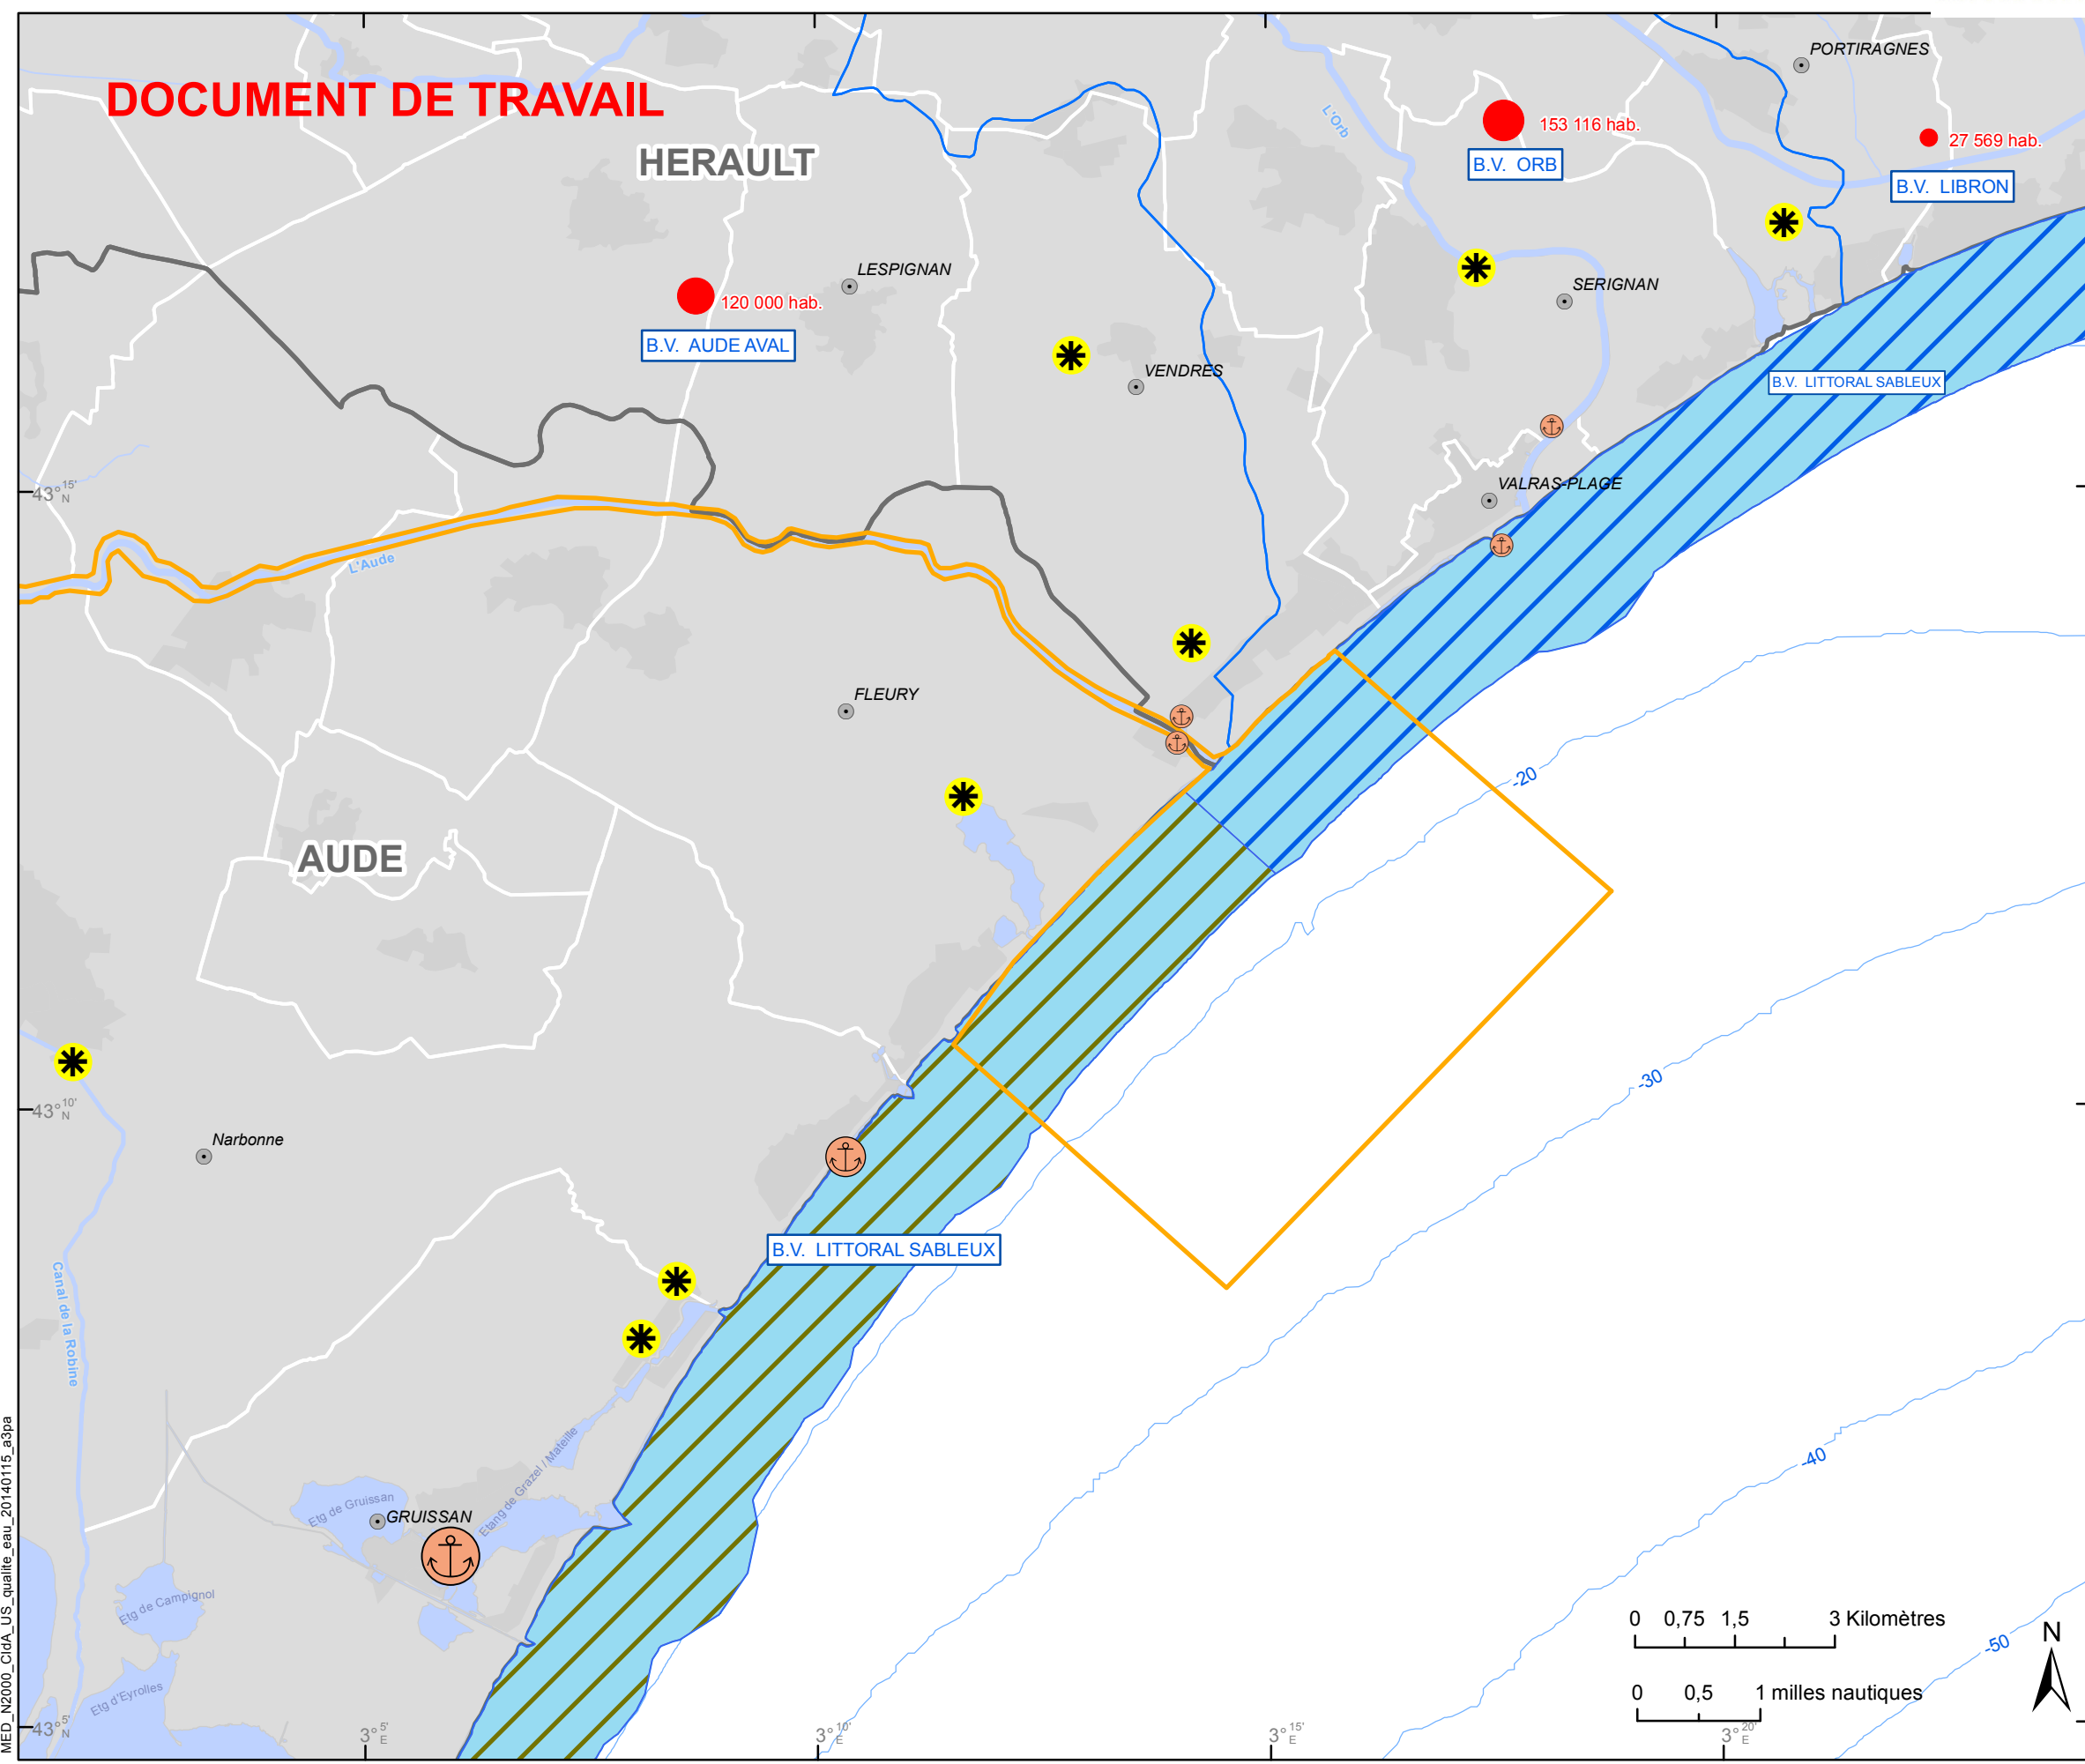 PORTIRAGNES
DOCUMENT DE TRAVAIL
L'Orb
153 116 hab.
27 569 hab.
HERAULT
B.V. ORB
B.V. LIBRON
LESPIGNAN
SERIGNAN
120 000 hab.
B.V. AUDE AVAL
VENDRES
B.V. LITTORAL SABLEUX
VALRAS-PLAGE
43° 15' N
L'Aude
FLEURY
-20
AUDE
-30
43° 10' N
Narbonne
B.V. LITTORAL SABLEUX
Canal de la Robine
-40
Etang de Grazel / Mateille
Etg de Gruissan
GRUISSAN
Etg de Campignol
0 0,75 1,5 3 Kilomètres
N
-50
Etg d'Eyrolles
0 0,5 1 milles nautiques
43° 5' N
3° 5' E
3° 10' E
3° 15' E
3° 20' E
MED_N2000_CldA_US_qualite_eau_20140115_a3pa